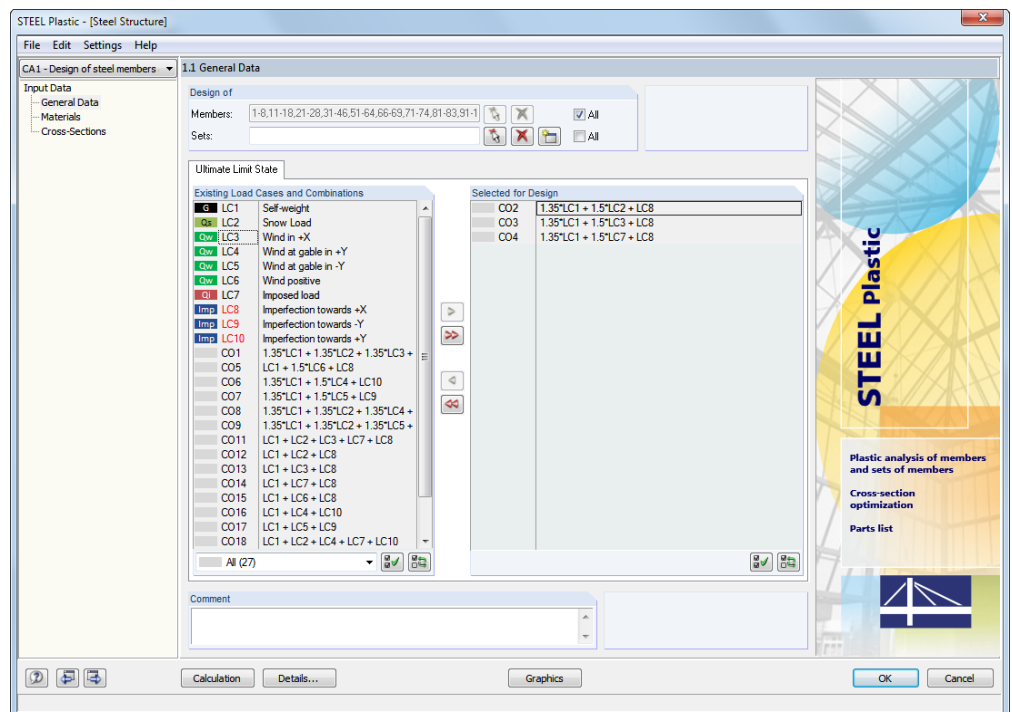 STEEL Plastic - [Steel Structure]
File Edit Settings Help
CA1 - Design of steel members
Input Data
General Data
Materials
Cross-Sections
1.1 General Data
Design of
Members: 1-8,11-18,21-28,31-46,51-64,66-69,71-74,81-83,91-1 All
Sets: All
Ultimate Limit State
Existing Load Cases and Combinations
G LC1 Self-weight
Qs LC2 Snow Load
Qw LC3 Wind in +X
Qw LC4 Wind at gable in +Y
Qw LC5 Wind at gable in -Y
Qw LC6 Wind positive
QI LC7 Imposed load
Imp LC8 Imperfection towards +X
Imp LC9 Imperfection towards -Y
Imp LC10 Imperfection towards +Y
CO1 1.35*LC1 + 1.35*LC2 + 1.35*LC3 +
CO5 LC1 + 1.5*LC6 + LC8
CO6 1.35*LC1 + 1.5*LC4 + LC10
CO7 1.35*LC1 + 1.5*LC5 + LC9
CO8 1.35*LC1 + 1.35*LC2 + 1.35*LC4 +
CO9 1.35*LC1 + 1.35*LC2 + 1.35*LC5 +
CO11 LC1 + LC2 + LC3 + LC7 + LC8
CO12 LC1 + LC2 + LC8
CO13 LC1 + LC3 + LC8
CO14 LC1 + LC7 + LC8
CO15 LC1 + LC6 + LC8
CO16 LC1 + LC4 + LC10
CO17 LC1 + LC5 + LC9
CO18 LC1 + LC2 + LC4 + LC7 + LC10
All (27)
Selected for Design
CO2 1.35*LC1 + 1.5*LC2 + LC8
CO3 1.35*LC1 + 1.5*LC3 + LC8
CO4 1.35*LC1 + 1.5*LC7 + LC8
Comment
STEEL Plastic
Plastic analysis of members
and sets of members
Cross-section
optimization
Parts list
Calculation Details... Graphics OK Cancel